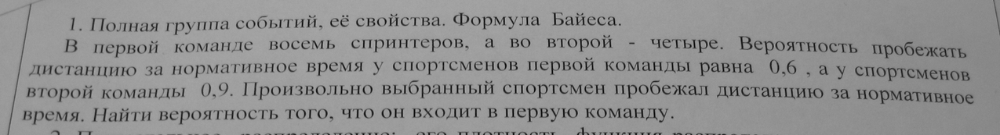 1. Полная группа событий, её свойства. Формула Байеса.
В первой команде восемь спринтеров, а во второй - четыре. Вероятность пробежать
дистанцию за нормативное время у спортсменов первой команды равна 0,6 , а у спортсменов
второй команды 0,9. Произвольно выбранный спортсмен пробежал дистанцию за нормативное
время. Найти вероятность того, что он входит в первую команду.